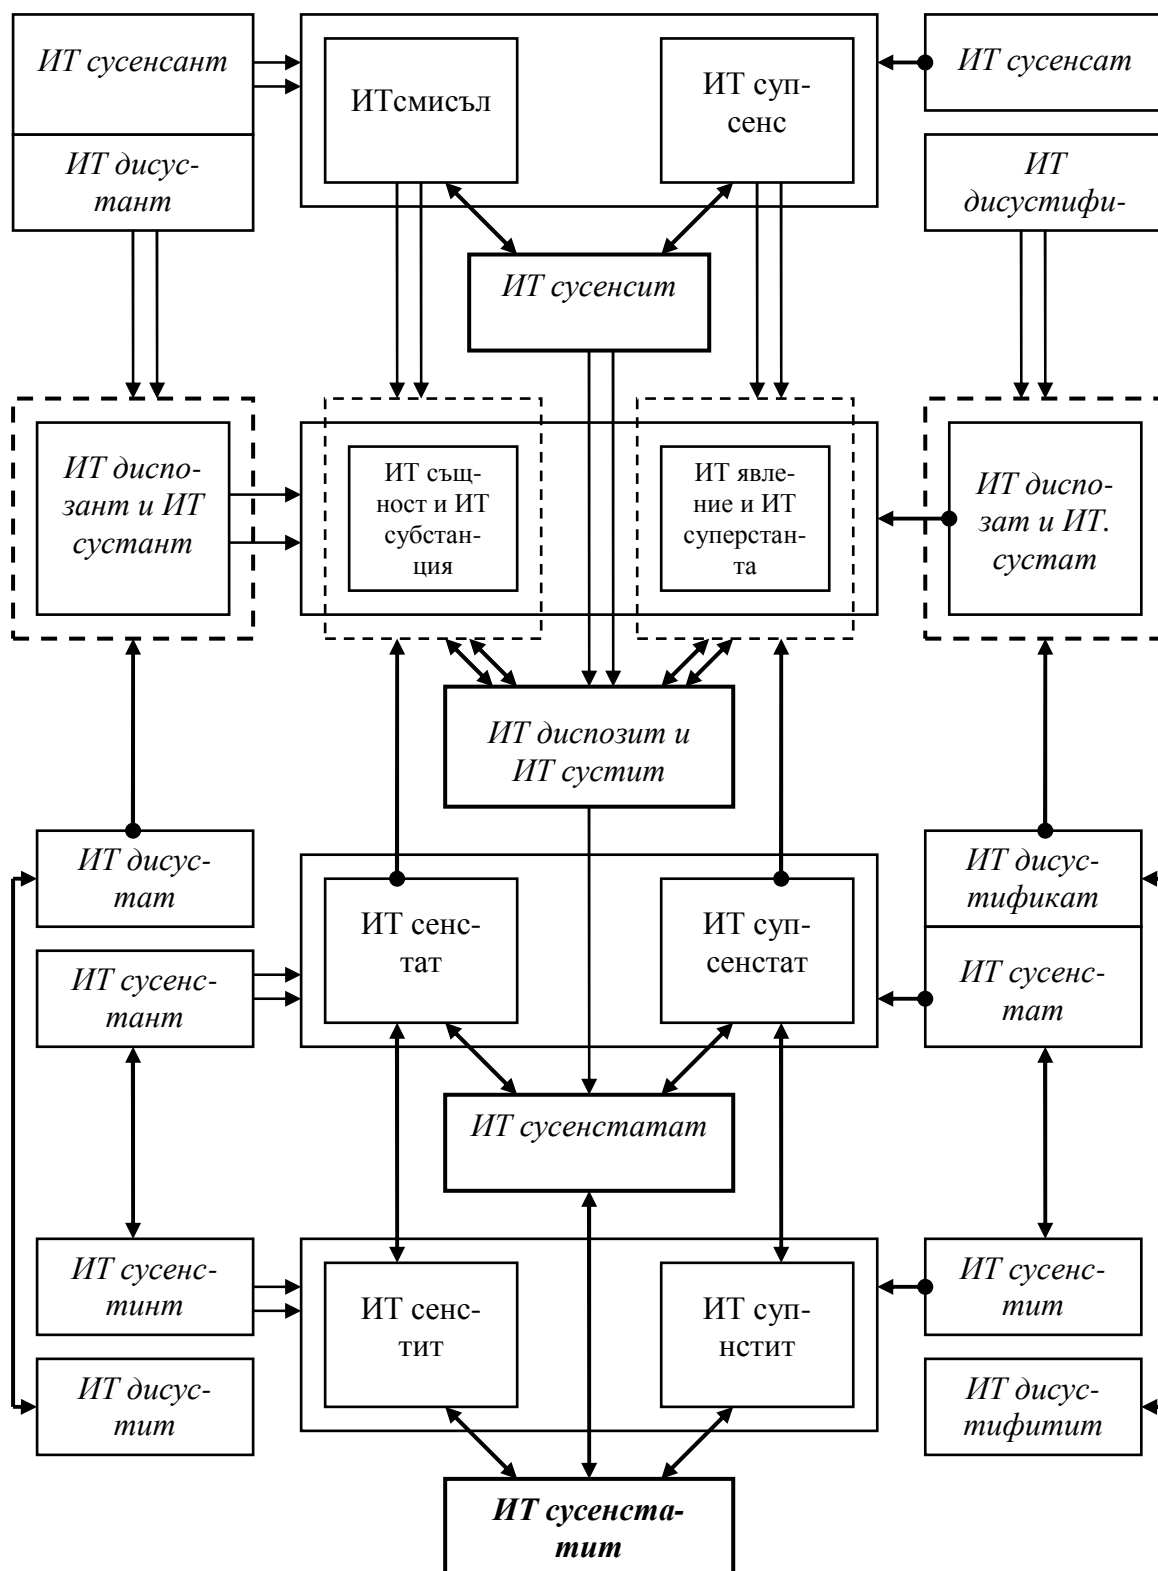 ИТ сусенсант
ИТсмисъл
ИТ суп-
сенс
ИТ сусенсат
ИТ дисус-
тант
ИТ
дисустифи-
ИТ сусенсит
ИТ диспо-
зант и ИТ
сустант
ИТ същ-
ност и ИТ
субстан-
ция
ИТ явле-
ние и ИТ
суперстан-
та
ИТ диспо-
зат и ИТ.
сустат
ИТ диспозит и
ИТ сустит
ИТ дисус-
тат
ИТ сенс-
тат
ИТ суп-
сенстат
ИТ дисус-
тификат
ИТ сусенс-
тант
ИТ сусенс-
тат
ИТ сусенстатат
ИТ сусенс-
тинт
ИТ сенс-
тит
ИТ суп-
нстит
ИТ сусенс-
тит
ИТ дисус-
тит
ИТ дисус-
тифитит
ИТ сусенста-
тит